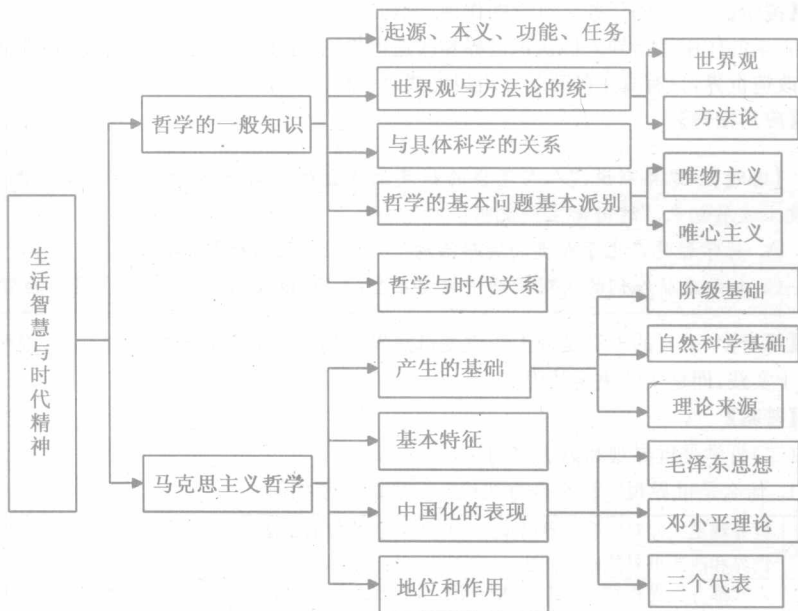 生活智慧与时代精神
哲学的一般知识
起源、本义、功能、任务
世界观与方法论的统一
世界观
方法论
与具体科学的关系
哲学的基本问题基本派别
唯物主义
唯心主义
哲学与时代关系
马克思主义哲学
产生的基础
阶级基础
自然科学基础
理论来源
基本特征
中国化的表现
毛泽东思想
邓小平理论
三个代表
地位和作用